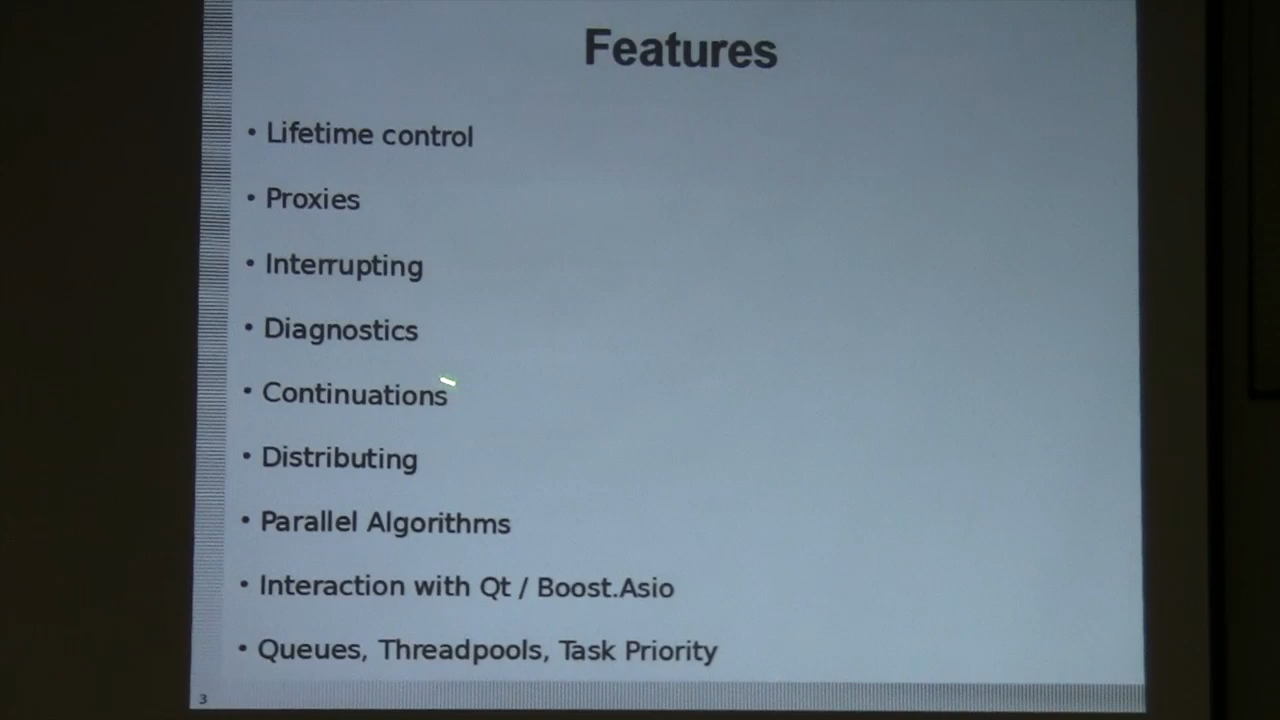 Features
• Lifetime control
• Proxies
• Interrupting
• Diagnostics
• Continuations
• Distributing
• Parallel Algorithms
• Interaction with Qt / Boost.Asio
• Queues, Threadpools, Task Priority
3